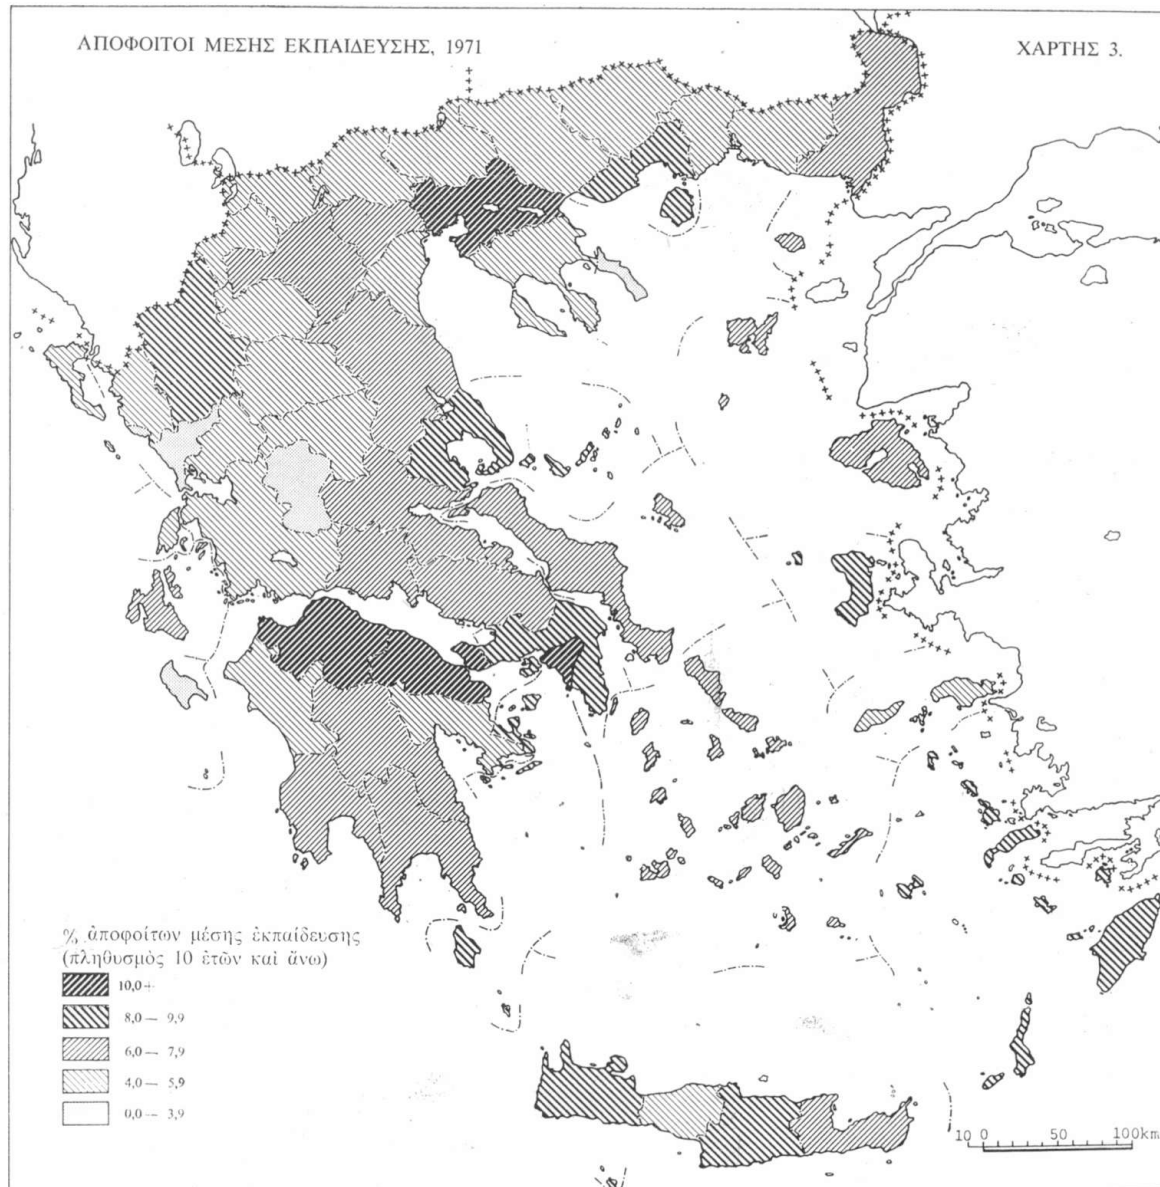 ΑΠΟΦΟΙΤΟΙ ΜΕΣΗΣ ΕΚΠΑΙΔΕΥΣΗΣ, 1971
ΧΑΡΤΗΣ 3.
% ἀποφοίτων μέσης ἐκπαίδευσης
(πληθυσμὸς 10 ἐτῶν καὶ ἄνω)
10,0+
8,0 — 9,9
6,0 — 7,9
4,0 — 5,9
0,0 — 3,9
10 0 50 100km